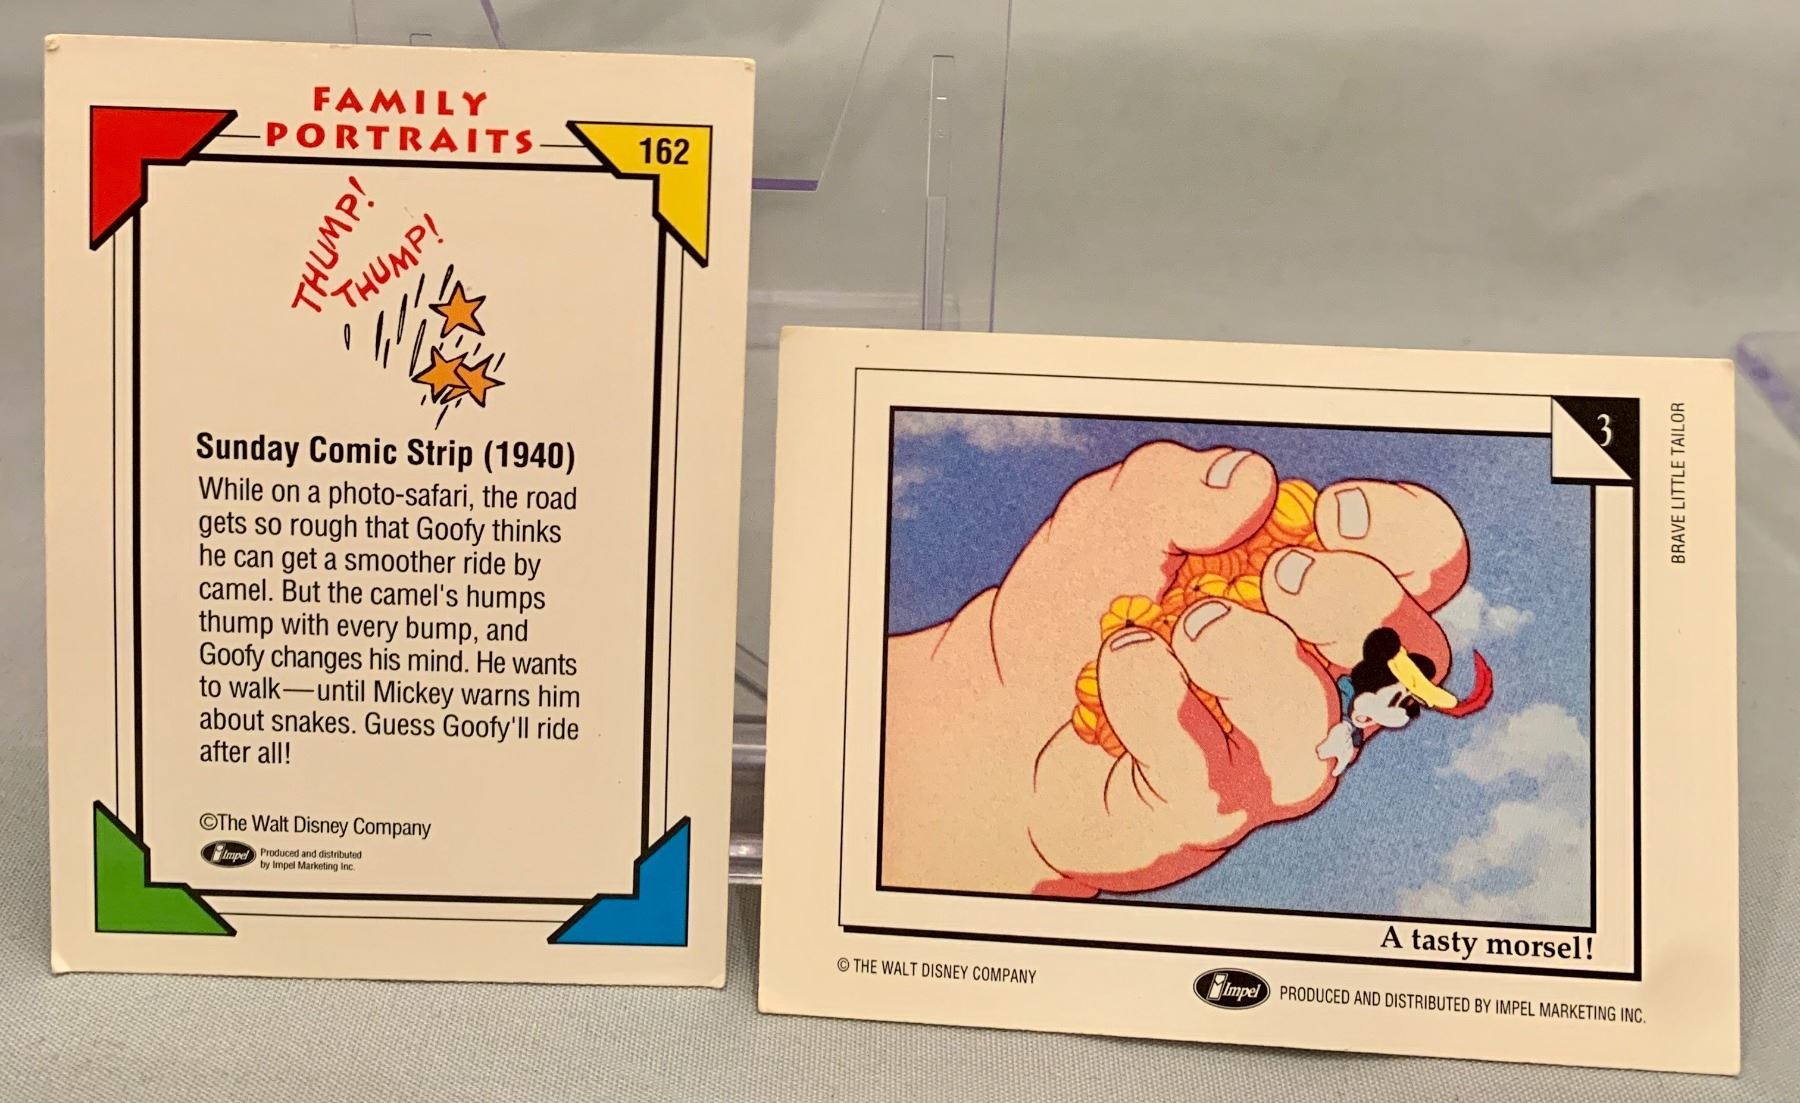 FAMILY
PORTRAITS
162
THUMP!
THUMP!
Sunday Comic Strip (1940)
While on a photo-safari, the road
gets so rough that Goofy thinks
he can get a smoother ride by
camel. But the camel's humps
thump with every bump, and
Goofy changes his mind. He wants
to walk—until Mickey warns him
about snakes. Guess Goofy'll ride
after all!
©The Walt Disney Company
Impel
Produced and distributed
by Impel Marketing Inc.
3
BRAVE LITTLE TAILOR
A tasty morsel!
© THE WALT DISNEY COMPANY
Impel
PRODUCED AND DISTRIBUTED BY IMPEL MARKETING INC.